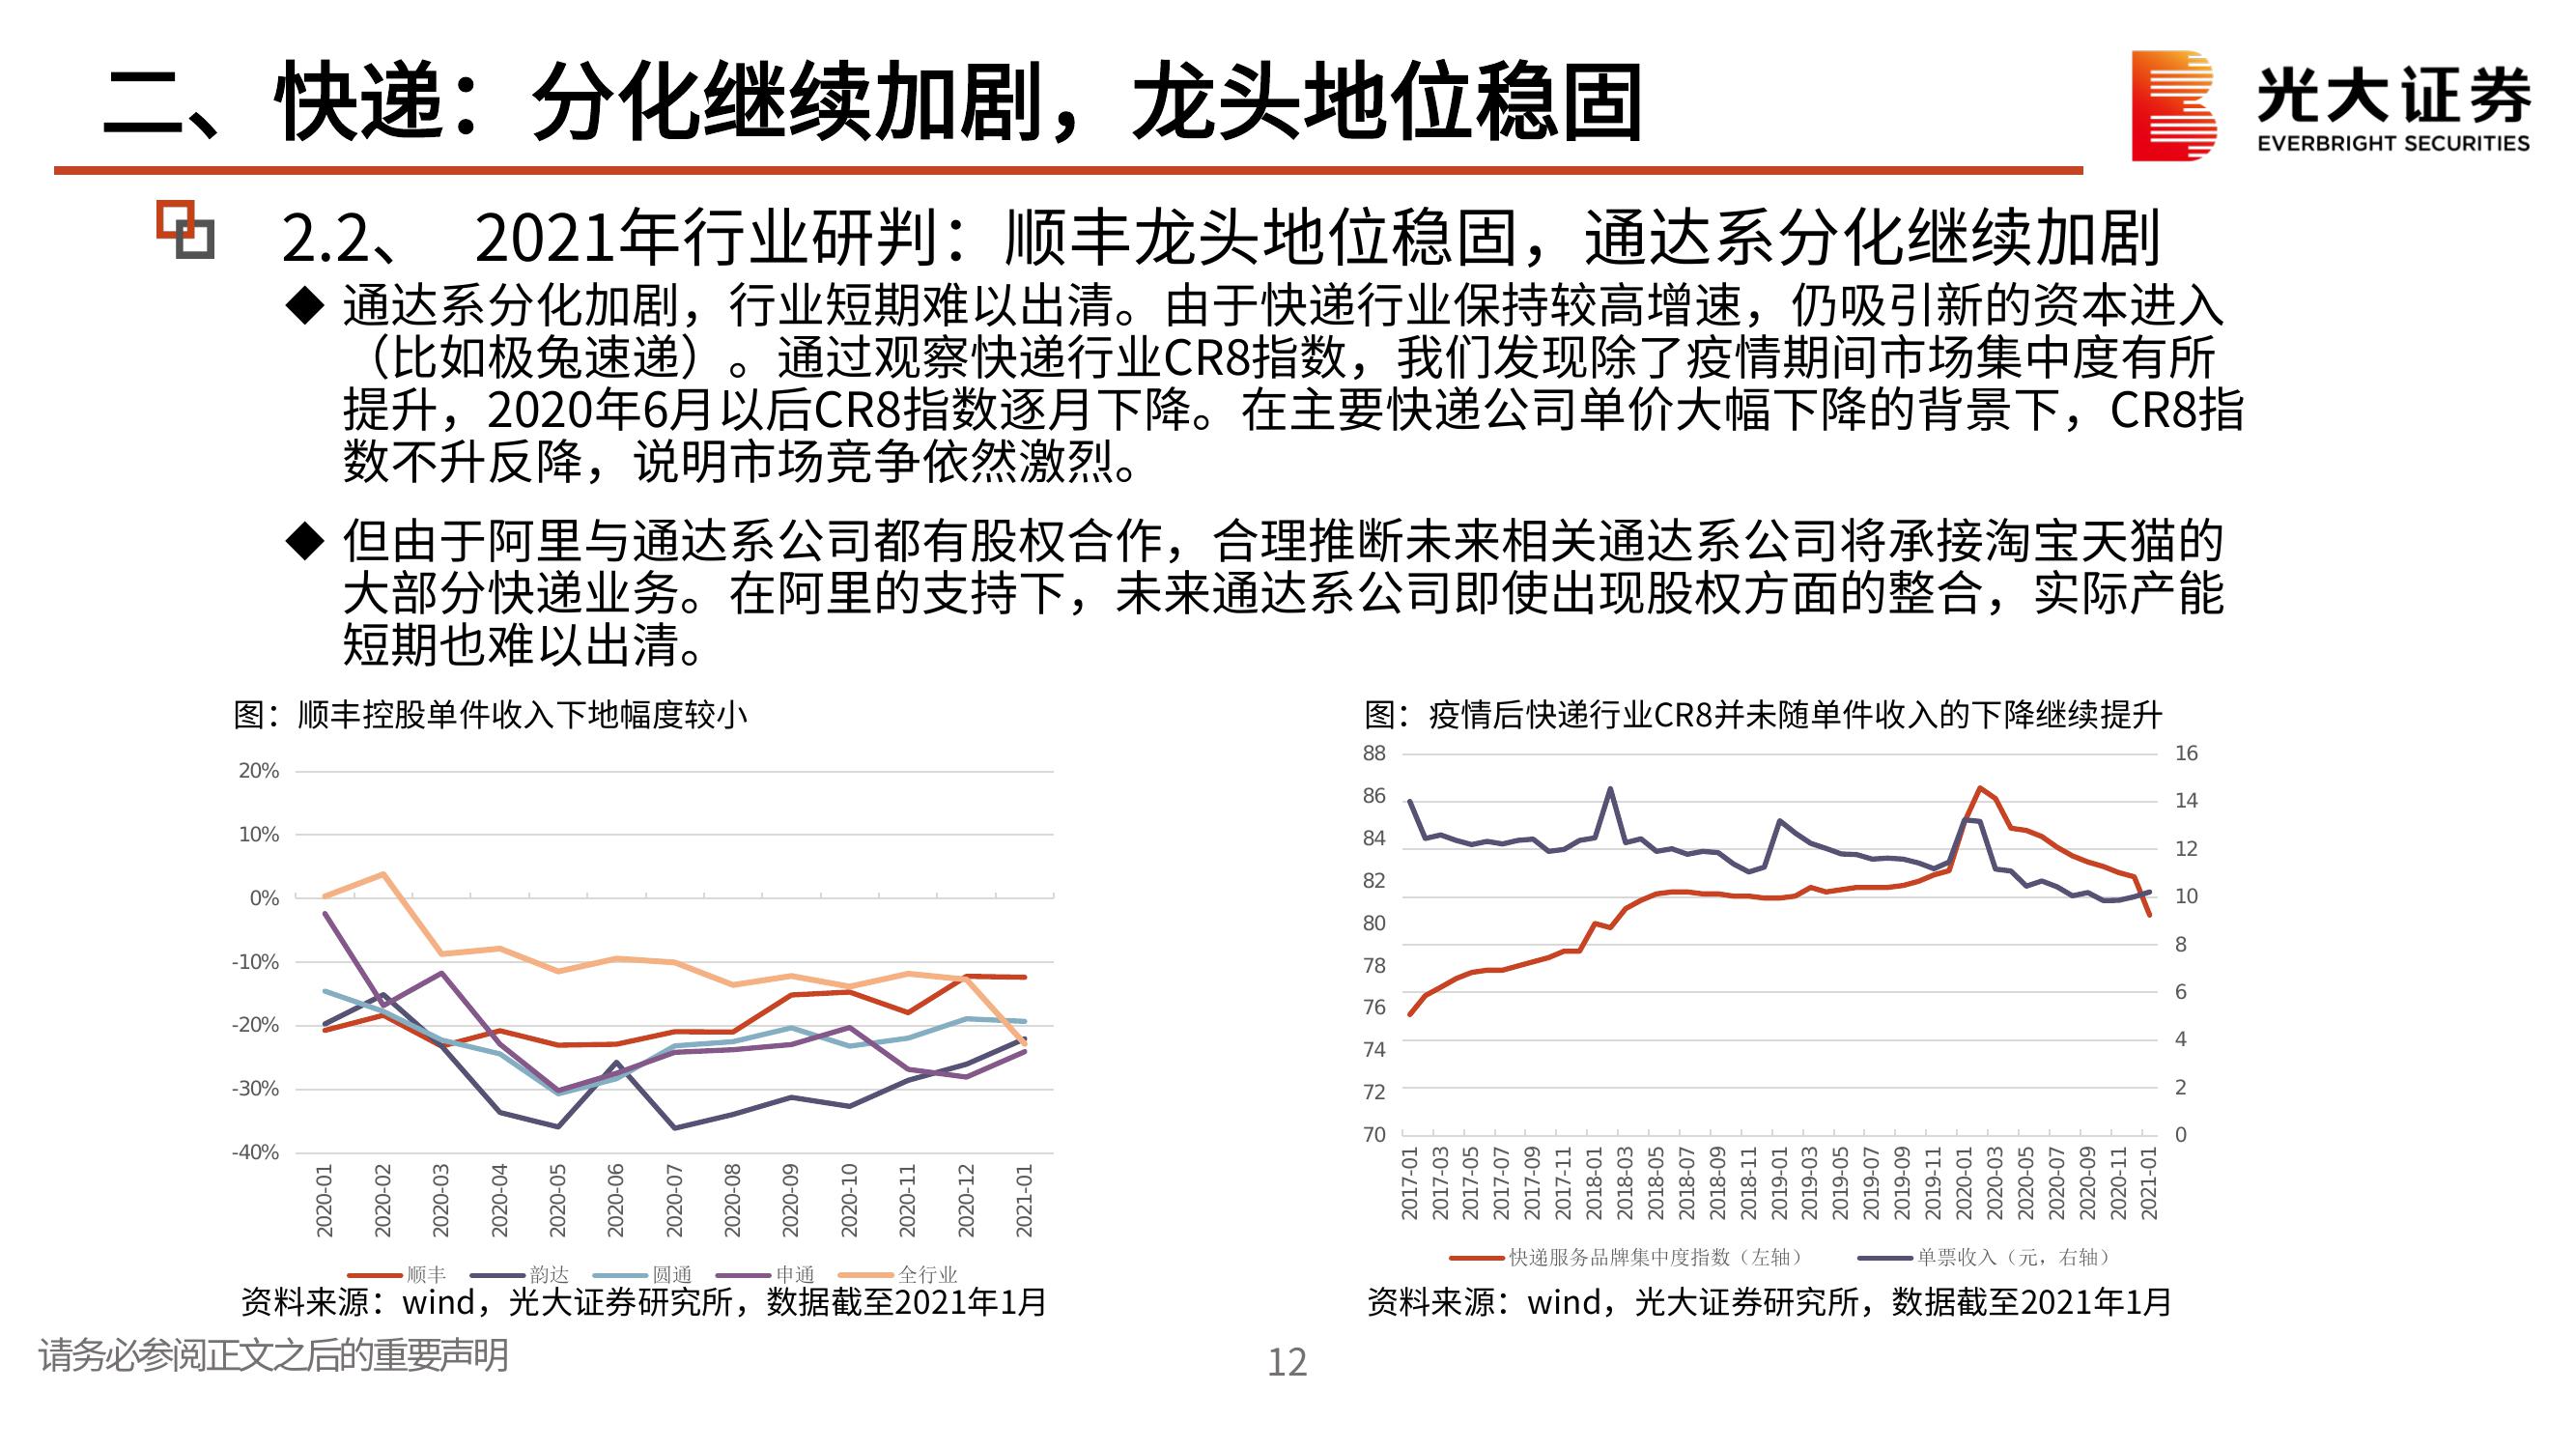 二、快递：分化继续加剧，龙头地位稳固
光大证券
EVERBRIGHT SECURITIES
2.2、 2021年行业研判：顺丰龙头地位稳固，通达系分化继续加剧
◆ 通达系分化加剧，行业短期难以出清。由于快递行业保持较高增速，仍吸引新的资本进入
（比如极兔速递）。通过观察快递行业CR8指数，我们发现除了疫情期间市场集中度有所
提升，2020年6月以后CR8指数逐月下降。在主要快递公司单价大幅下降的背景下，CR8指
数不升反降，说明市场竞争依然激烈。
◆ 但由于阿里与通达系公司都有股权合作，合理推断未来相关通达系公司将承接淘宝天猫的
大部分快递业务。在阿里的支持下，未来通达系公司即使出现股权方面的整合，实际产能
短期也难以出清。
图：顺丰控股单件收入下地幅度较小
20%
10%
0%
-10%
-20%
-30%
-40%
2020-01 2020-02 2020-03 2020-04 2020-05 2020-06 2020-07 2020-08 2020-09 2020-10 2020-11 2020-12 2021-01
顺丰 韵达 圆通 申通 全行业
资料来源：wind，光大证券研究所，数据截至2021年1月
图：疫情后快递行业CR8并未随单件收入的下降继续提升
88
86
84
82
80
78
76
74
72
70
16
14
12
10
8
6
4
2
0
2017-01 2017-03 2017-05 2017-07 2017-09 2017-11 2018-01 2018-03 2018-05 2018-07 2018-09 2018-11 2019-01 2019-03 2019-05 2019-07 2019-09 2019-11 2020-01 2020-03 2020-05 2020-07 2020-09 2020-11 2021-01
快递服务品牌集中度指数（左轴） 单票收入（元，右轴）
资料来源：wind，光大证券研究所，数据截至2021年1月
请务必参阅正文之后的重要声明
12